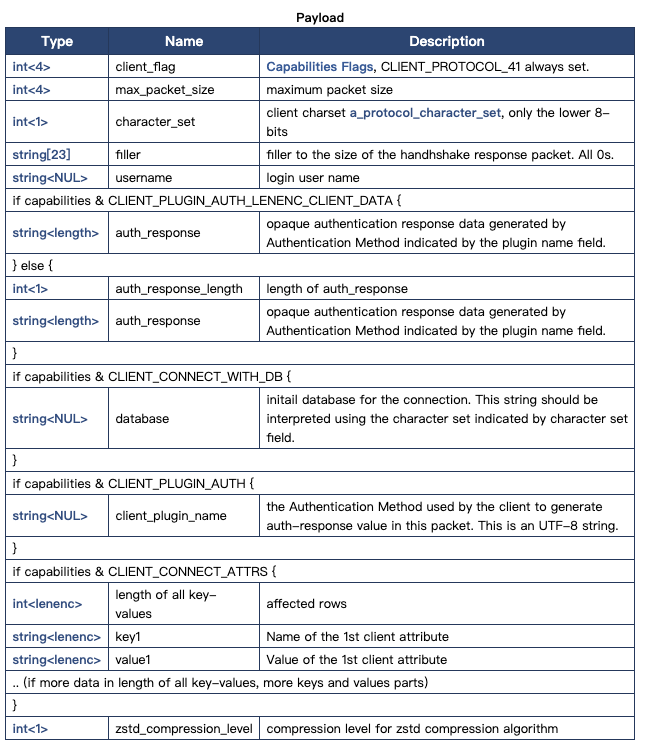 Payload
Type Name Description
int<4> client_flag Capabilities Flags, CLIENT_PROTOCOL_41 always set.
int<4> max_packet_size maximum packet size
int<1> character_set client charset a_protocol_character_set, only the lower 8-
bits
string[23] filler filler to the size of the handhshake response packet. All 0s.
string<NUL> username login user name
if capabilities & CLIENT_PLUGIN_AUTH_LENENC_CLIENT_DATA {
string<length> auth_response opaque authentication response data generated by
Authentication Method indicated by the plugin name field.
} else {
int<1> auth_response_length length of auth_response
string<length> auth_response opaque authentication response data generated by
Authentication Method indicated by the plugin name field.
}
if capabilities & CLIENT_CONNECT_WITH_DB {
string<NUL> database initail database for the connection. This string should be
interpreted using the character set indicated by character set
field.
}
if capabilities & CLIENT_PLUGIN_AUTH {
string<NUL> client_plugin_name the Authentication Method used by the client to generate
auth-response value in this packet. This is an UTF-8 string.
}
if capabilities & CLIENT_CONNECT_ATTRS {
int<lenenc> length of all key-
values affected rows
string<lenenc> key1 Name of the 1st client attribute
string<lenenc> value1 Value of the 1st client attribute
.. (if more data in length of all key-values, more keys and values parts)
}
int<1> zstd_compression_level compression level for zstd compression algorithm